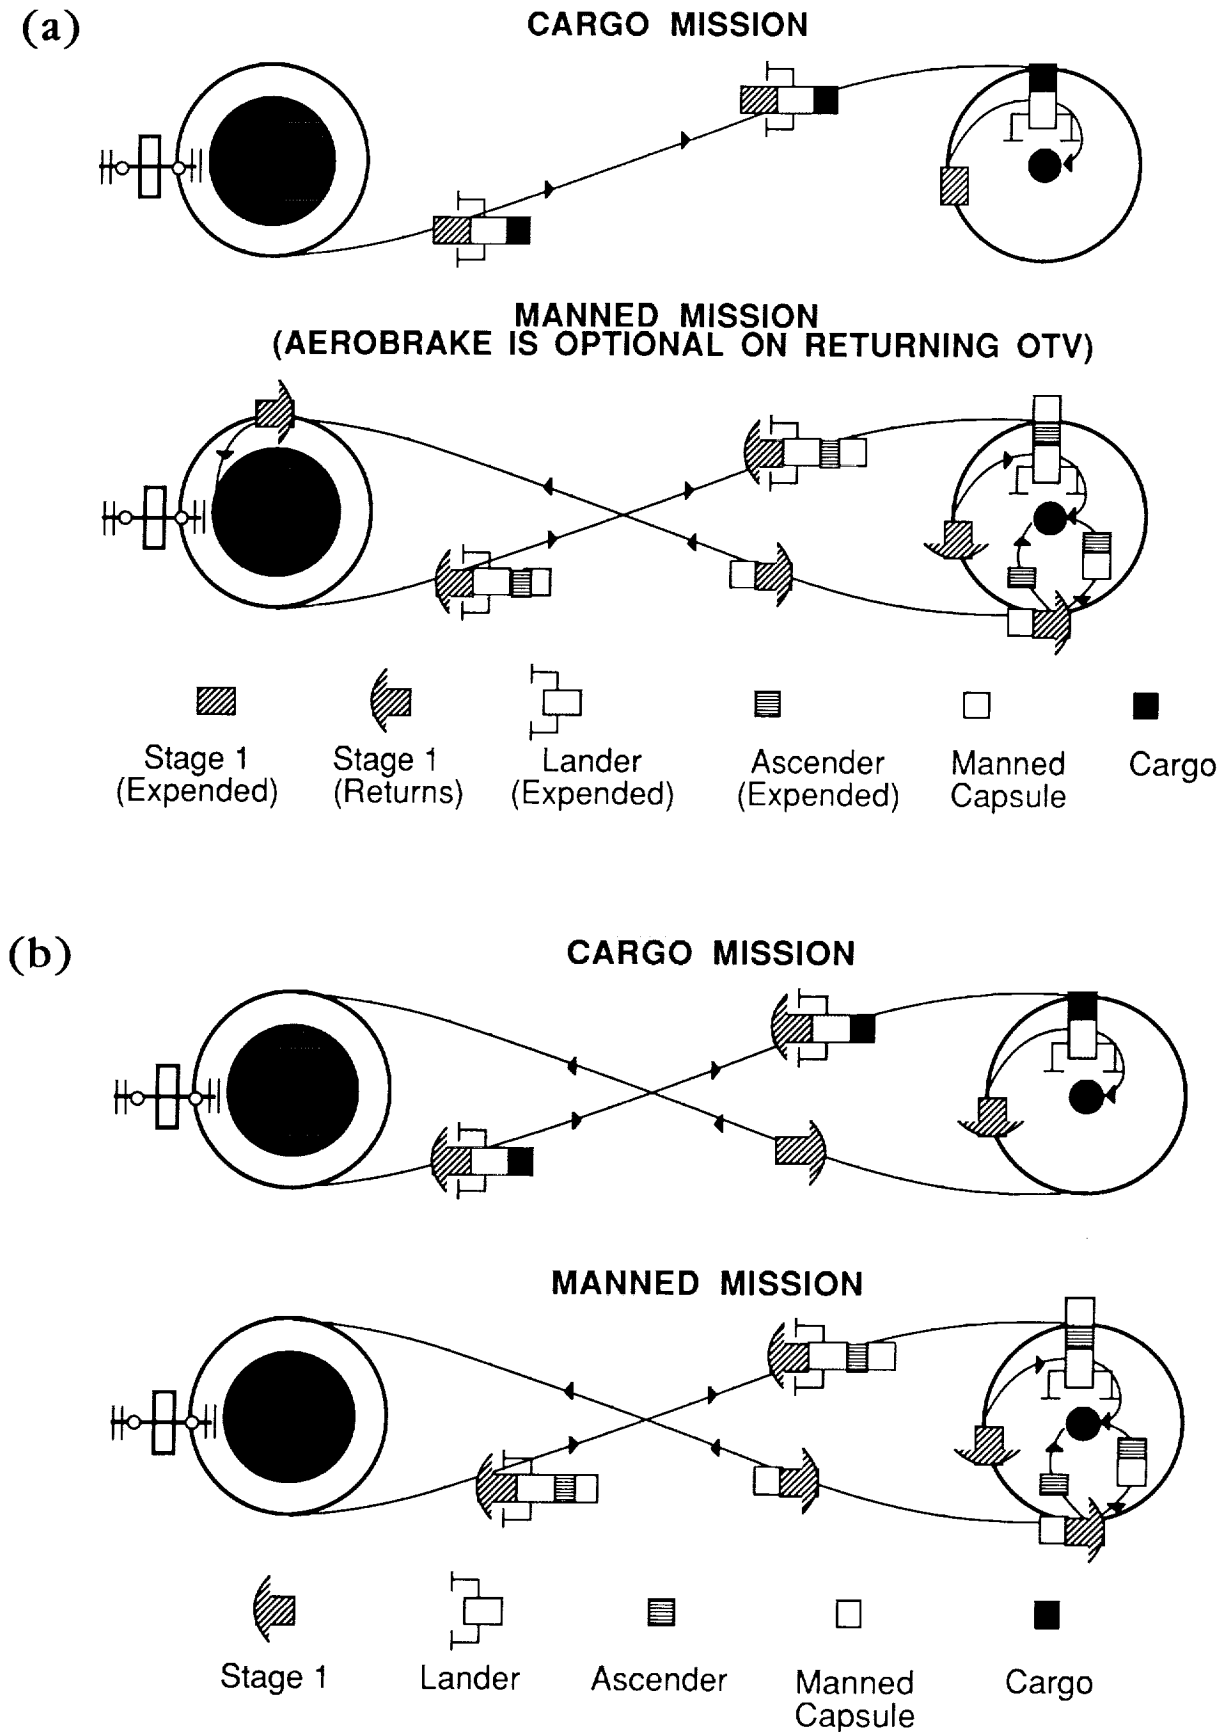 (a)
CARGO MISSION
MANNED MISSION
(AEROBRAKE IS OPTIONAL ON RETURNING OTV)
Stage 1
(Expended)
Stage 1
(Returns)
Lander
(Expended)
Ascender
(Expended)
Manned
Capsule
Cargo
(b)
CARGO MISSION
MANNED MISSION
Stage 1
Lander
Ascender
Manned
Capsule
Cargo